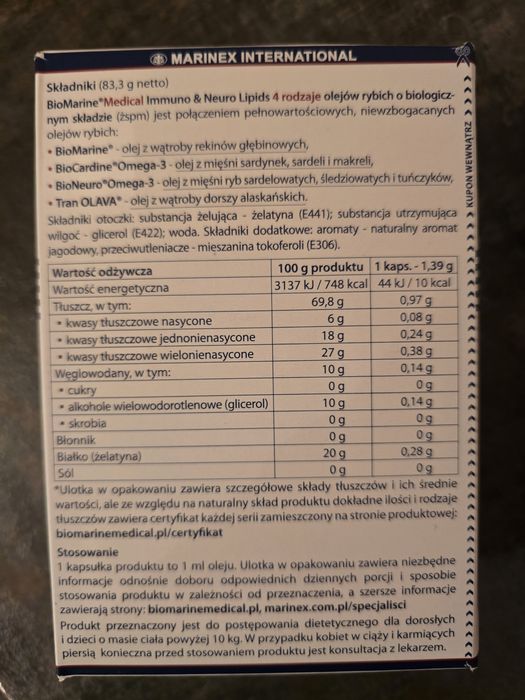 MARINEX INTERNATIONAL
Składniki (83,3 g netto)
BioMarine®Medical Immuno & Neuro Lipids 4 rodzaje olejów rybich o biologicz-
nym składzie (żspm) jest połączeniem pełnowartościowych, niewzbogacanych
olejów rybich:
• BioMarine® - olej z wątroby rekinów głębinowych,
• BioCardine®Omega-3 - olej z mięśni sardynek, sardeli i makreli,
• BioNeuro®Omega-3 - olej z mięśni ryb sardelowatych, śledziowatych i tuńczyków,
• Tran OLAVA® - olej z wątroby dorszy alaskańskich.
Składniki otoczki: substancja żelująca - żelatyna (E441); substancja utrzymująca
wilgoć - glicerol (E422); woda. Składniki dodatkowe: aromaty - naturalny aromat
jagodowy, przeciwutleniacze - mieszanina tokoferoli (E306).
Wartość odżywcza 100 g produktu 1 kaps. - 1,39 g
Wartość energetyczna 3137 kJ / 748 kcal 44 kJ / 10 kcal
Tłuszcz, w tym: 69,8 g 0,97 g
• kwasy tłuszczowe nasycone 6 g 0,08 g
• kwasy tłuszczowe jednonienasycone 18 g 0,24 g
• kwasy tłuszczowe wielonienasycone 27 g 0,38 g
Węglowodany, w tym: 10 g 0,14 g
• cukry 0 g 0 g
• alkohole wielowodorotlenowe (glicerol) 10 g 0,14 g
• skrobia 0 g 0 g
Błonnik 0 g 0 g
Białko (żelatyna) 20 g 0,28 g
Sól 0 g 0 g
*Ulotka w opakowaniu zawiera szczegółowe składy tłuszczów i ich średnie
wartości, ale ze względu na naturalny skład produktu dokładne ilości i rodzaje
tłuszczów zawiera certyfikat każdej serii zamieszczony na stronie produktowej:
biomarinemedical.pl/certyfikat
Stosowanie
1 kapsułka produktu to 1 ml oleju. Ulotka w opakowaniu zawiera niezbędne
informacje odnośnie doboru odpowiednich dziennych porcji i sposobie
stosowania produktu w zależności od przeznaczenia, a szersze informacje
zawierają strony: biomarinemedical.pl, marinex.com.pl/specjalisci
Produkt przeznaczony jest do postępowania dietetycznego dla dorosłych
i dzieci o masie ciała powyżej 10 kg. W przypadku kobiet w ciąży i karmiących
piersią konieczna przed stosowaniem produktu jest konsultacja z lekarzem.
KUPON WEWNĄTRZ